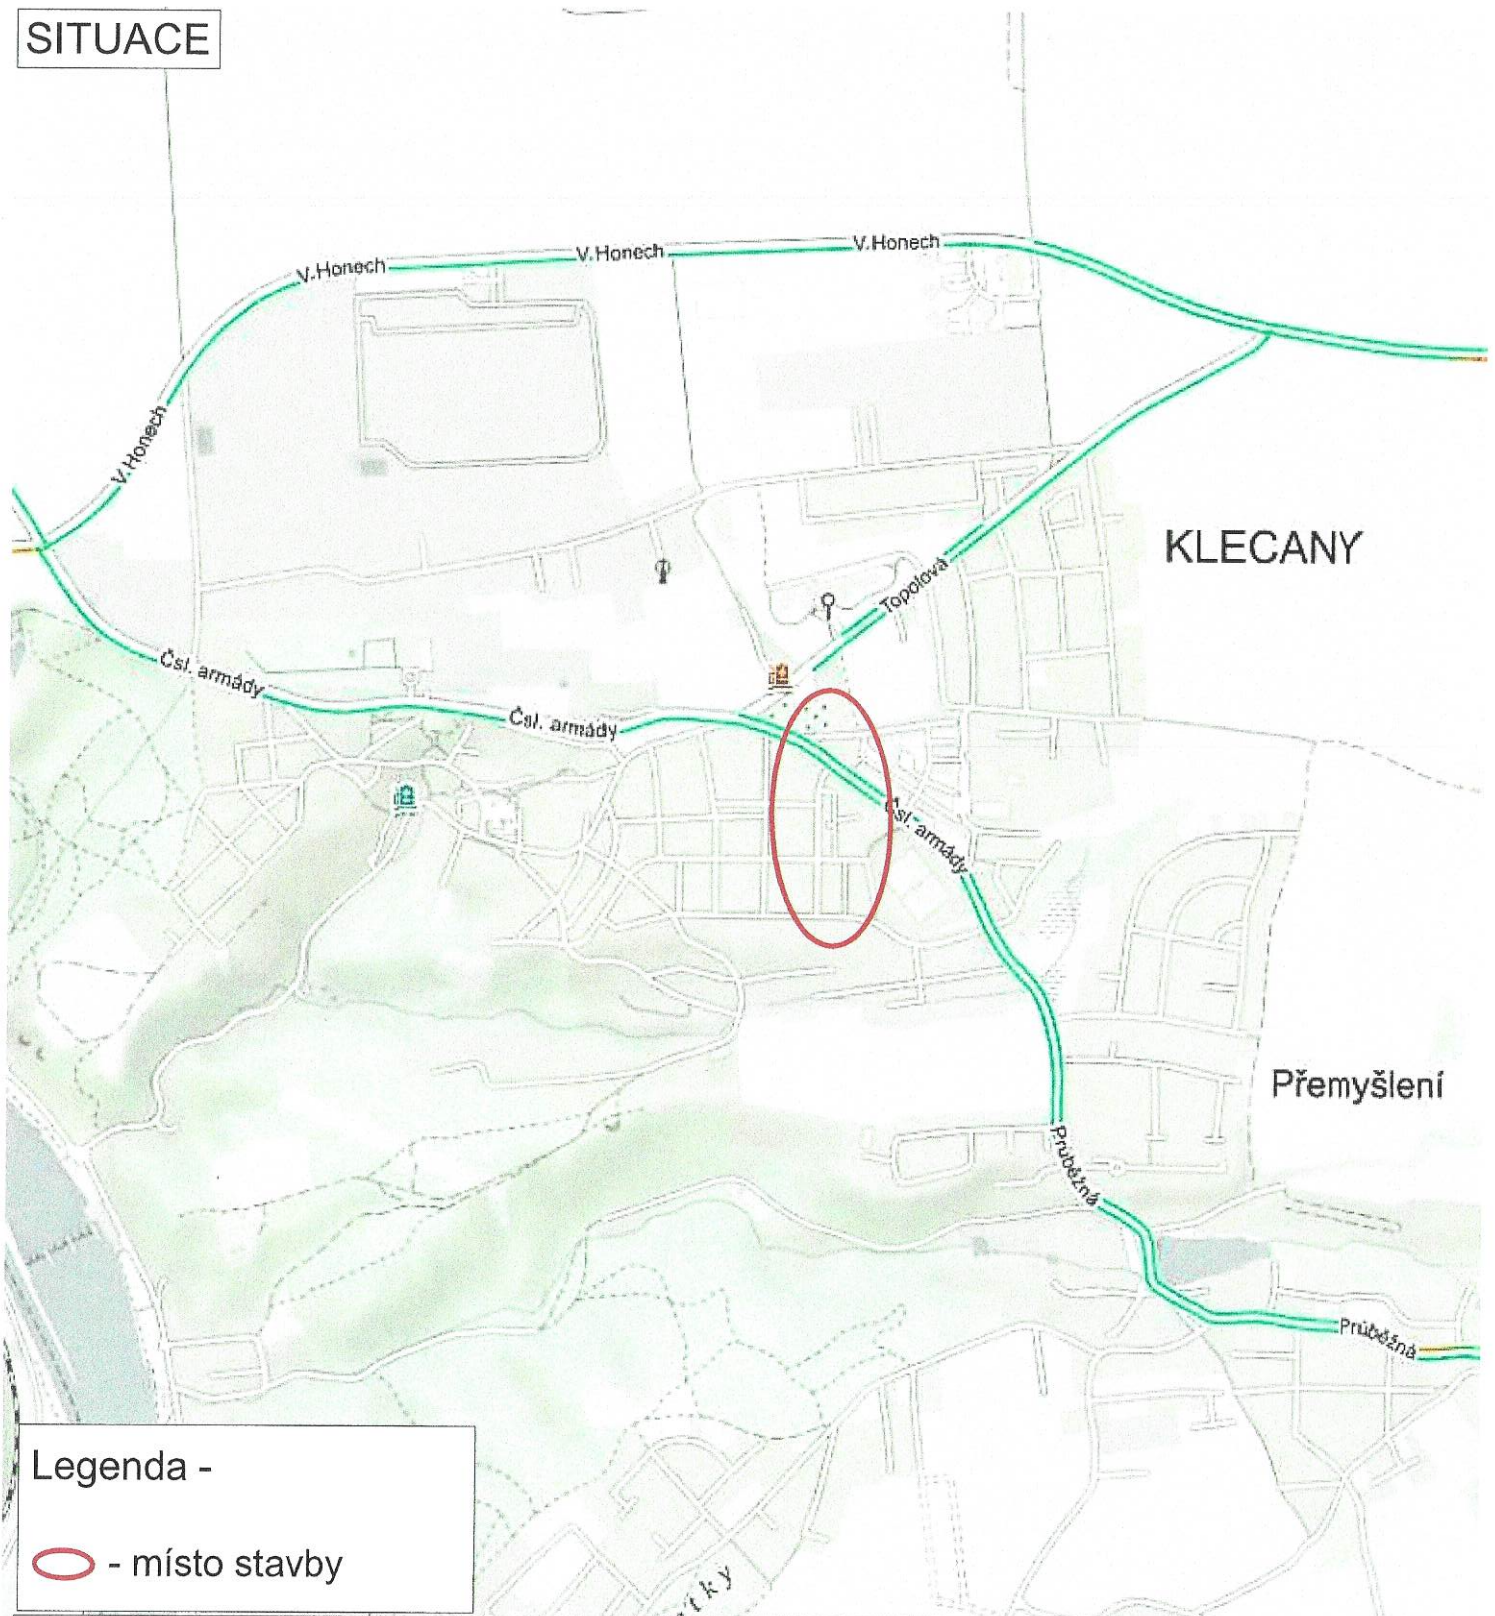 SITUACE
V Honech
V Honech
V Honech
V Honech
KLECANY
Topolová
Čsl. armády
Čsl. armády
Čsl. armády
Přemyšlení
Průběžná
Průběžná
Legenda -
- místo stavby